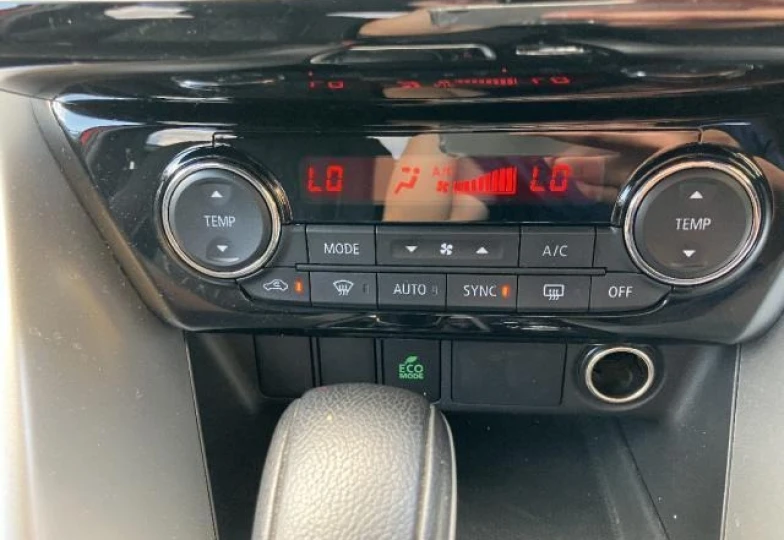 LO A/C LO
TEMP
TEMP
MODE A/C
AUTO SYNC OFF
ECO
MODE